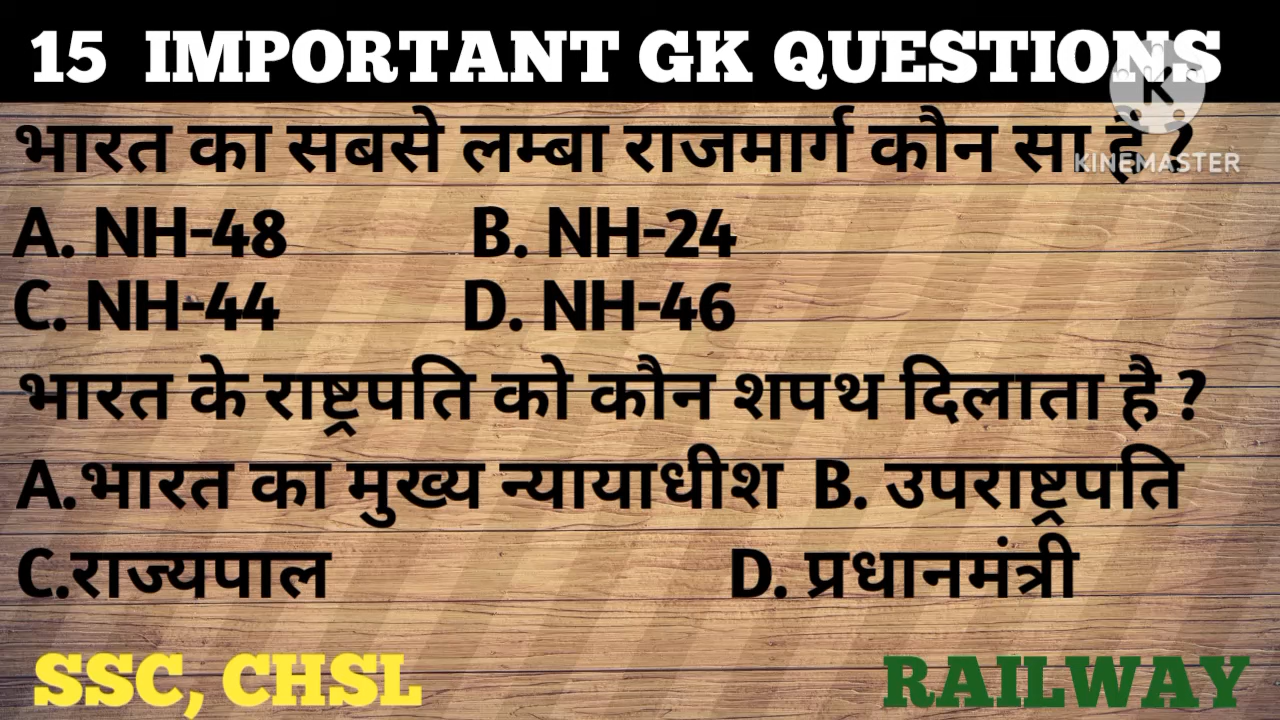 15 IMPORTANT GK QUESTIONS
भारत का सबसे लम्बा राजमार्ग कौन सा है ?
KINEMASTER
A. NH-48 B. NH-24
C. NH-44 D. NH-46
भारत के राष्ट्रपति को कौन शपथ दिलाता है ?
A.भारत का मुख्य न्यायाधीश B. उपराष्ट्रपति
C.राज्यपाल D. प्रधानमंत्री
SSC, CHSL RAILWAY